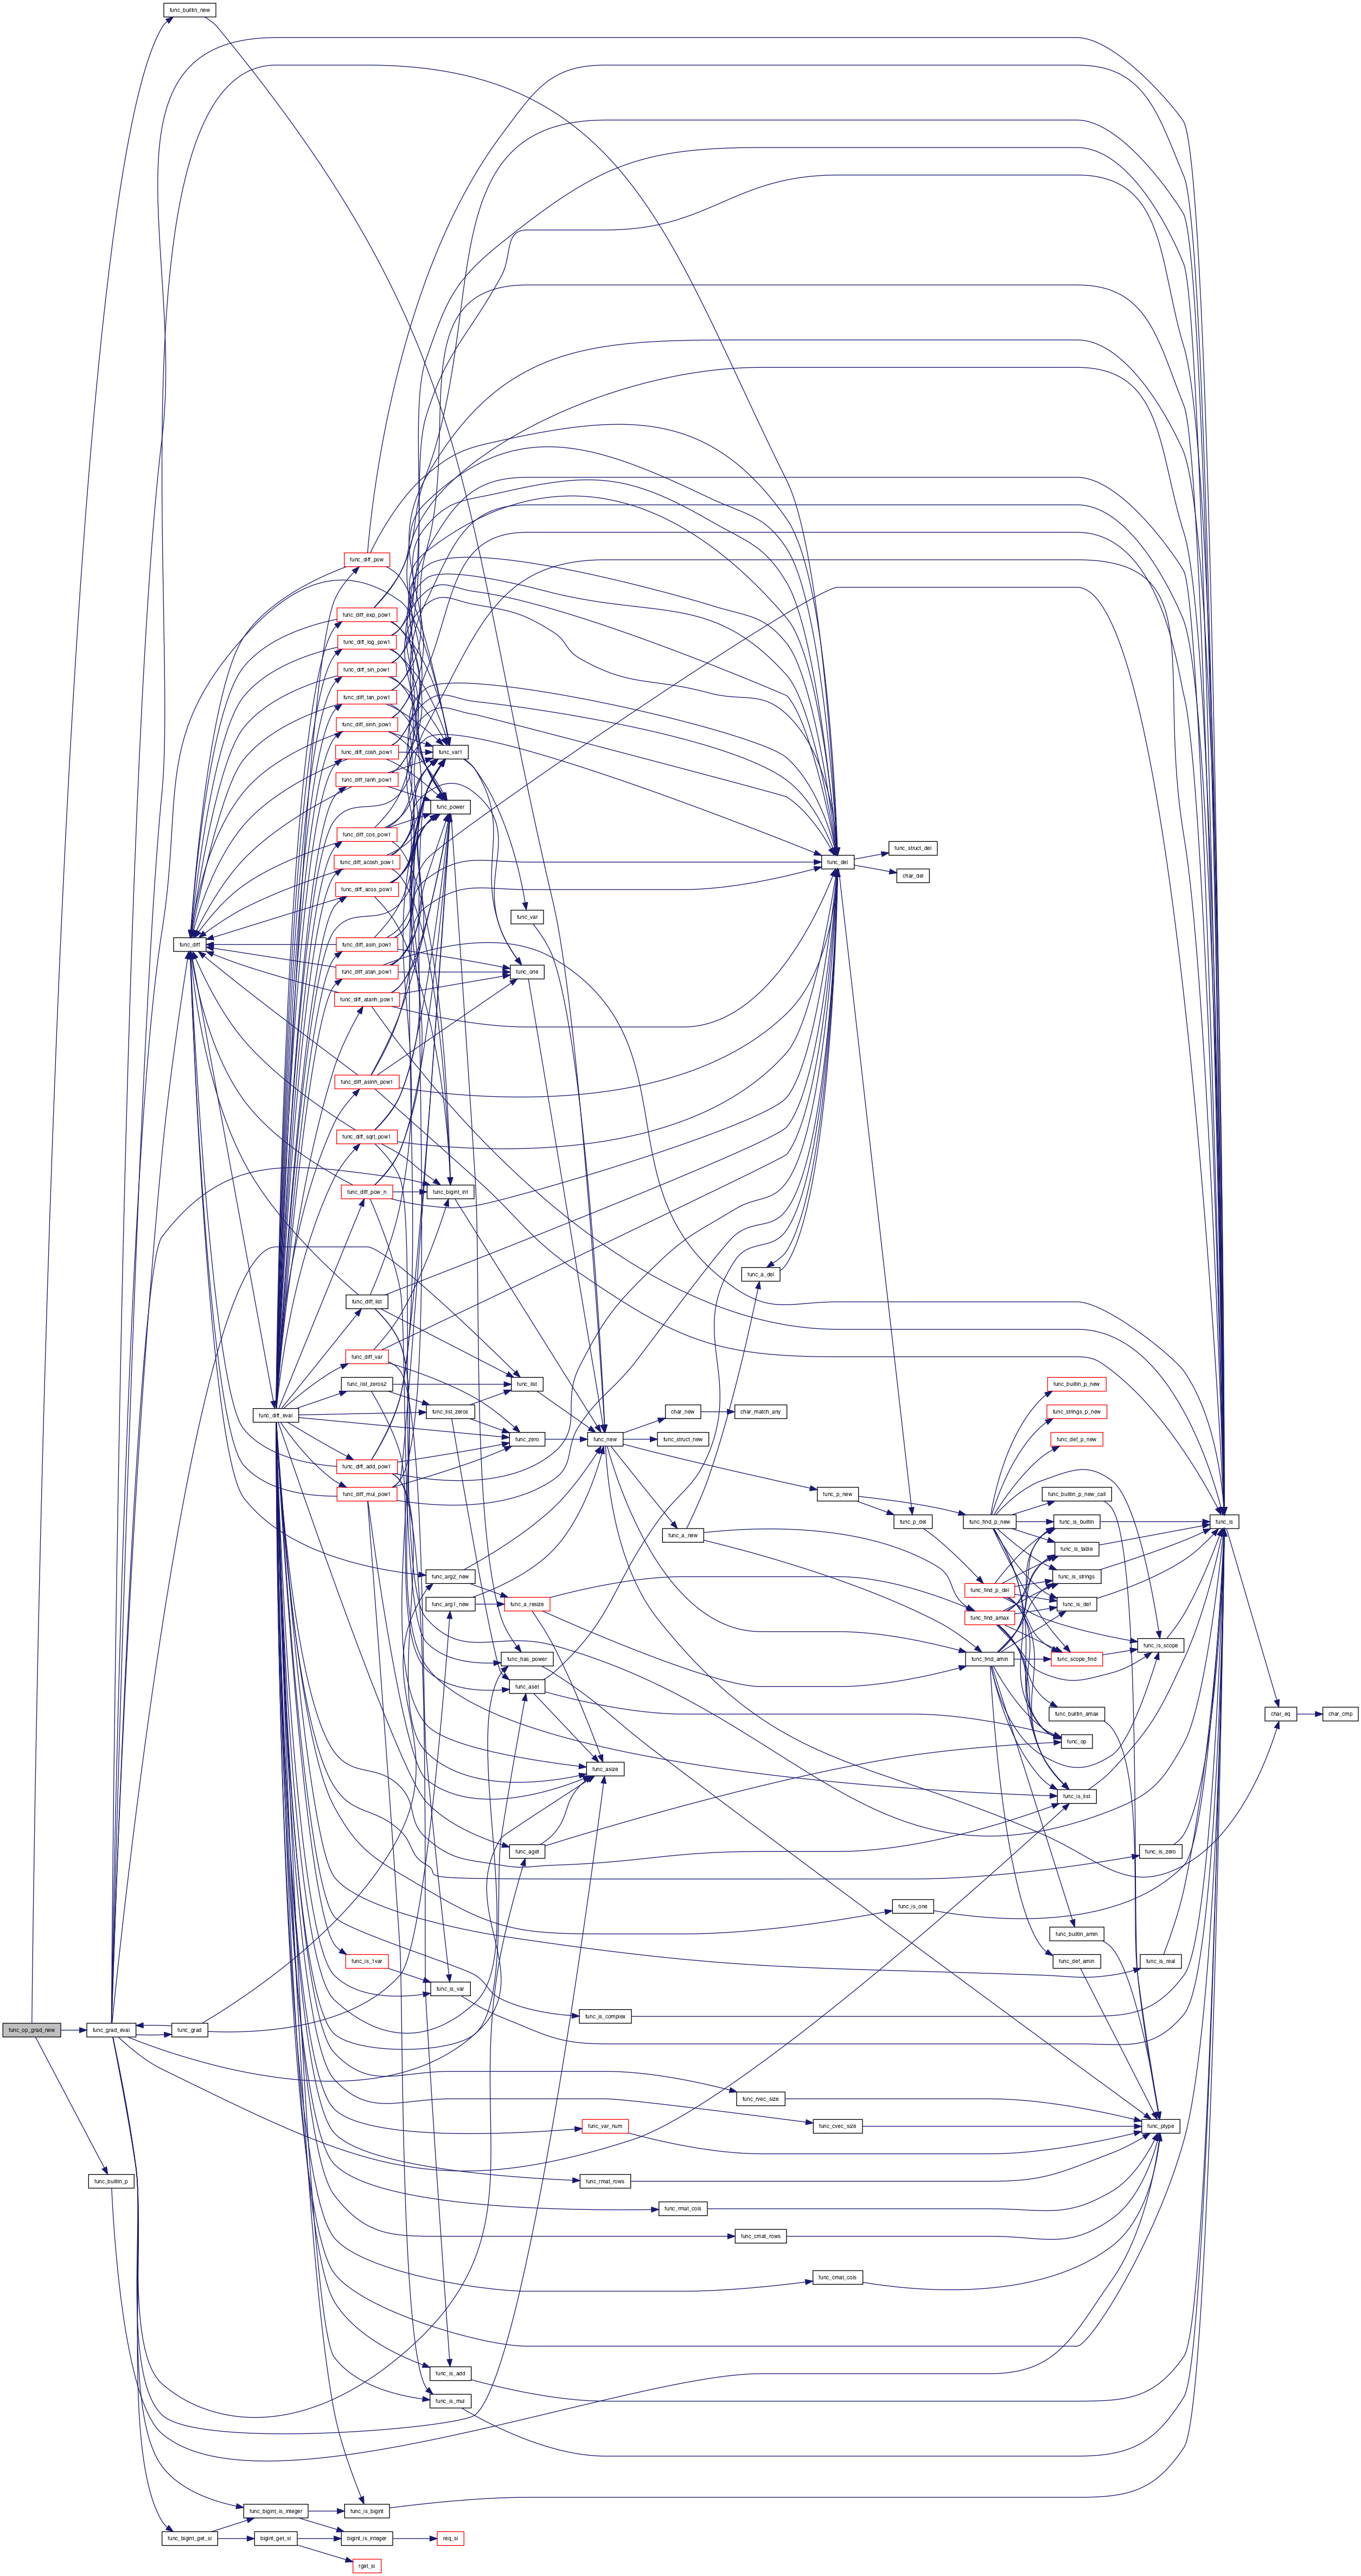 func_builtin_new
func_diff_pow
func_diff_exp_pow1
func_diff_log_pow1
func_diff_sin_pow1
func_diff_tan_pow1
func_diff_sinh_pow1
func_diff_cosh_pow1
func_var1
func_diff_tanh_pow1
func_power
func_diff_cos_pow1
func_struct_del
func_diff_acosh_pow1
func_del
char_del
func_diff_acos_pow1
func_var
func_diff
func_diff_asin_pow1
func_diff_atan_pow1
func_one
func_diff_atanh_pow1
func_diff_asinh_pow1
func_diff_sqrt_pow1
func_diff_pow_n
func_bigint_int
func_a_del
func_diff_list
func_diff_var
func_list_zeros2
func_list
func_builtin_p_new
func_diff_eval
func_list_zeros
char_new
char_match_any
func_strings_p_new
func_zero
func_new
func_struct_new
func_def_p_new
func_diff_add_pow1
func_diff_mul_pow1
func_p_new
func_builtin_p_new_call
func_p_del
func_find_p_new
func_is_builtin
func_is
func_a_new
func_is_table
func_arg2_new
func_is_strings
func_find_p_del
func_arg1_new
func_a_resize
func_is_def
func_find_amax
func_is_scope
func_has_power
func_find_amin
func_scope_find
func_aset
func_builtin_amax
char_eq
char_cmp
func_op
func_asize
func_is_list
func_aget
func_is_zero
func_is_one
func_builtin_amin
func_is_1var
func_def_amin
func_is_real
func_is_var
func_is_complex
func_op_grad_new
func_grad_eval
func_grad
func_rvec_size
func_var_num
func_cvec_size
func_ptype
func_builtin_p
func_rmat_rows
func_rmat_cols
func_cmat_rows
func_cmat_cols
func_is_add
func_is_mul
func_bigint_is_integer
func_is_bigint
func_bigint_get_si
bigint_get_si
bigint_is_integer
req_si
rget_si